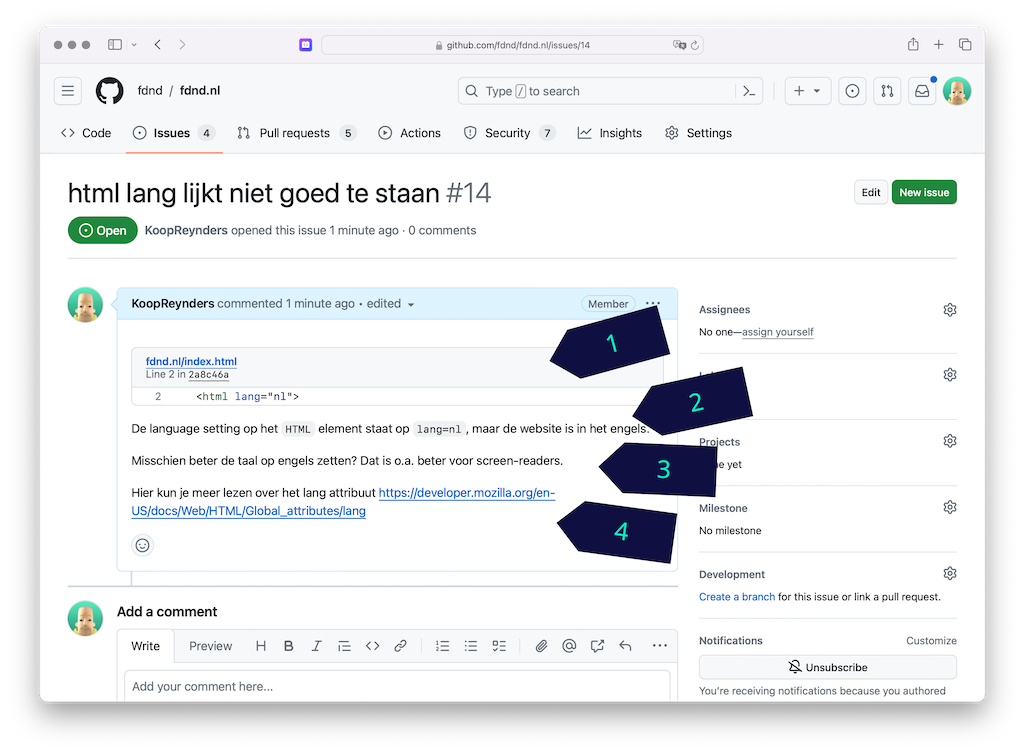 github.com/fdnd/fdnd.nl/issues/14
fdnd / fdnd.nl
Type / to search
Code Issues 4 Pull requests 5 Actions Security 7 Insights Settings
html lang lijkt niet goed te staan #14
Edit New issue
Open KoopReynders opened this issue 1 minute ago · 0 comments
KoopReynders commented 1 minute ago • edited Member
fdnd.nl/index.html
Line 2 in 2a8c46a
2 <html lang="nl">
De language setting op het HTML element staat op lang=nl, maar de website is in het engels.
Misschien beter de taal op engels zetten? Dat is o.a. beter voor screen-readers.
Hier kun je meer lezen over het lang attribuut https://developer.mozilla.org/en-
US/docs/Web/HTML/Global_attributes/lang
1
2
3
4
Assignees
No one—assign yourself
Projects
yet
Milestone
No milestone
Development
Create a branch for this issue or link a pull request.
Notifications Customize
Unsubscribe
You're receiving notifications because you authored
Add a comment
Write Preview H B I
Add your comment here...